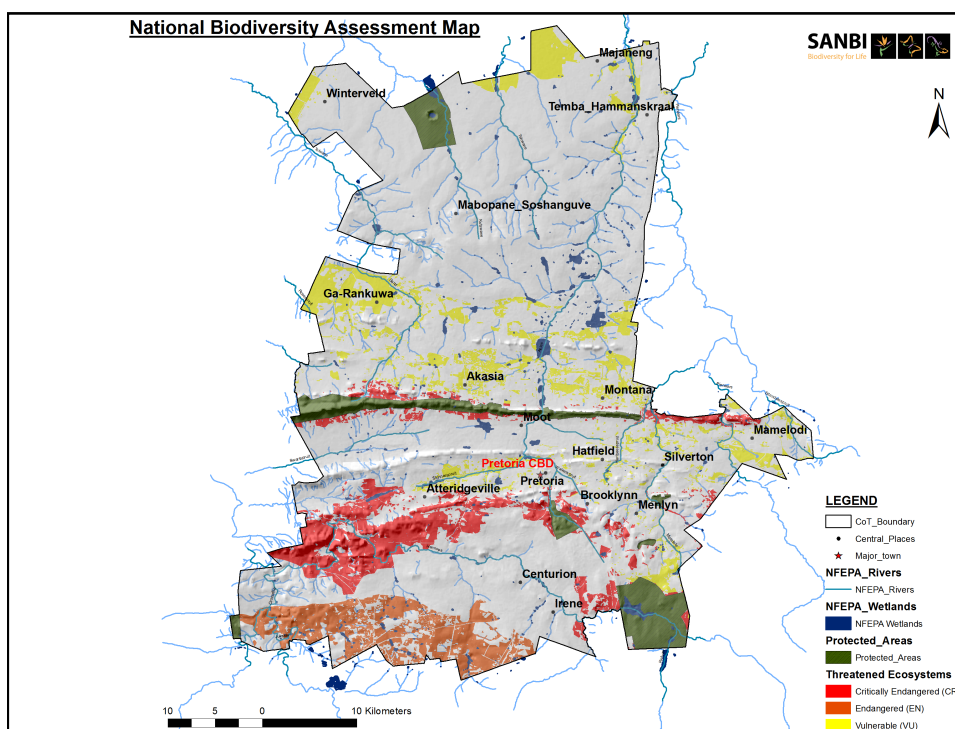 National Biodiversity Assessment Map
SANBI
Biodiversity for Life
N
Majaneng
Winterveld
Temba_Hammanskraal
Mabopane_Soshanguve
Ga-Rankuwa
Akasia
Montana
Moot
Mamelodi
Hatfield
Silverton
Pretoria CBD
Pretoria
Atteridgeville
Brooklynn
Menlyn
Centurion
Irene
LEGEND
CoT_Boundary
Central_Places
Major_town
NFEPA_Rivers
NFEPA_Rivers
NFEPA_Wetlands
NFEPA Wetlands
Protected_Areas
Protected_Areas
Threatened Ecosystems
Critically Endangered (CR
Endangered (EN)
Vulnerable (VU)
10 5 0 10 Kilometers